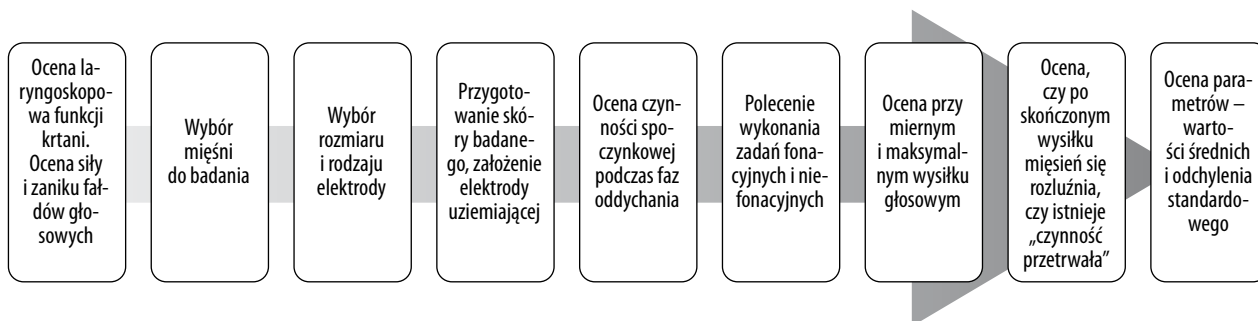 Ocena la-
ryngoskopo-
wa funkcji
krtani.
Ocena siły
i zaniku fał-
dów gło-
sowych
Wybór
mięśni
do badania
Wybór
rozmiaru
i rodzaju
elektrody
Przygoto-
wanie skó-
ry badane-
go, założenie
elektrody
uziemiającej
Ocena czyn-
ności spo-
czynkowej
podczas faz
oddychania
Polecenie
wykonania
zadań fona-
cyjnych i nie-
fonacyjnych
Ocena przy
miernym
i maksymal-
nym wysiłku
głosowym
Ocena,
czy po
skończonym
wysiłku
mięsień się
rozluźnia,
czy istnieje
„czynność
przetrwała”
Ocena para-
metrów –
warto-
ści średnich
i odchylenia
standardo-
wego